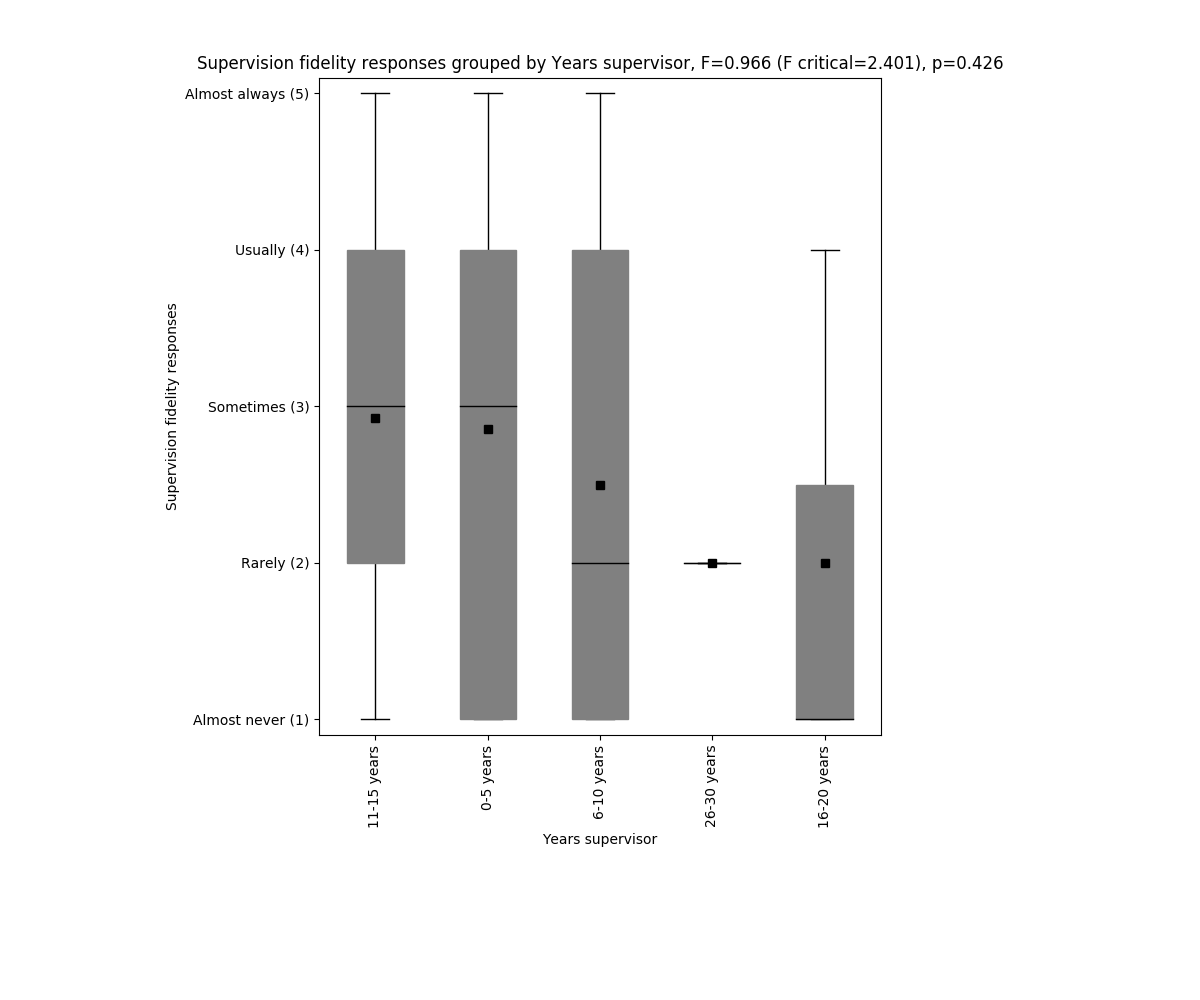 Supervision fidelity responses grouped by Years supervisor, F=0.966 (F critical=2.401), p=0.426
Almost always (5)
Usually (4)
Sometimes (3)
Rarely (2)
Almost never (1)
Supervision fidelity responses
11-15 years
0-5 years
6-10 years
26-30 years
16-20 years
Years supervisor